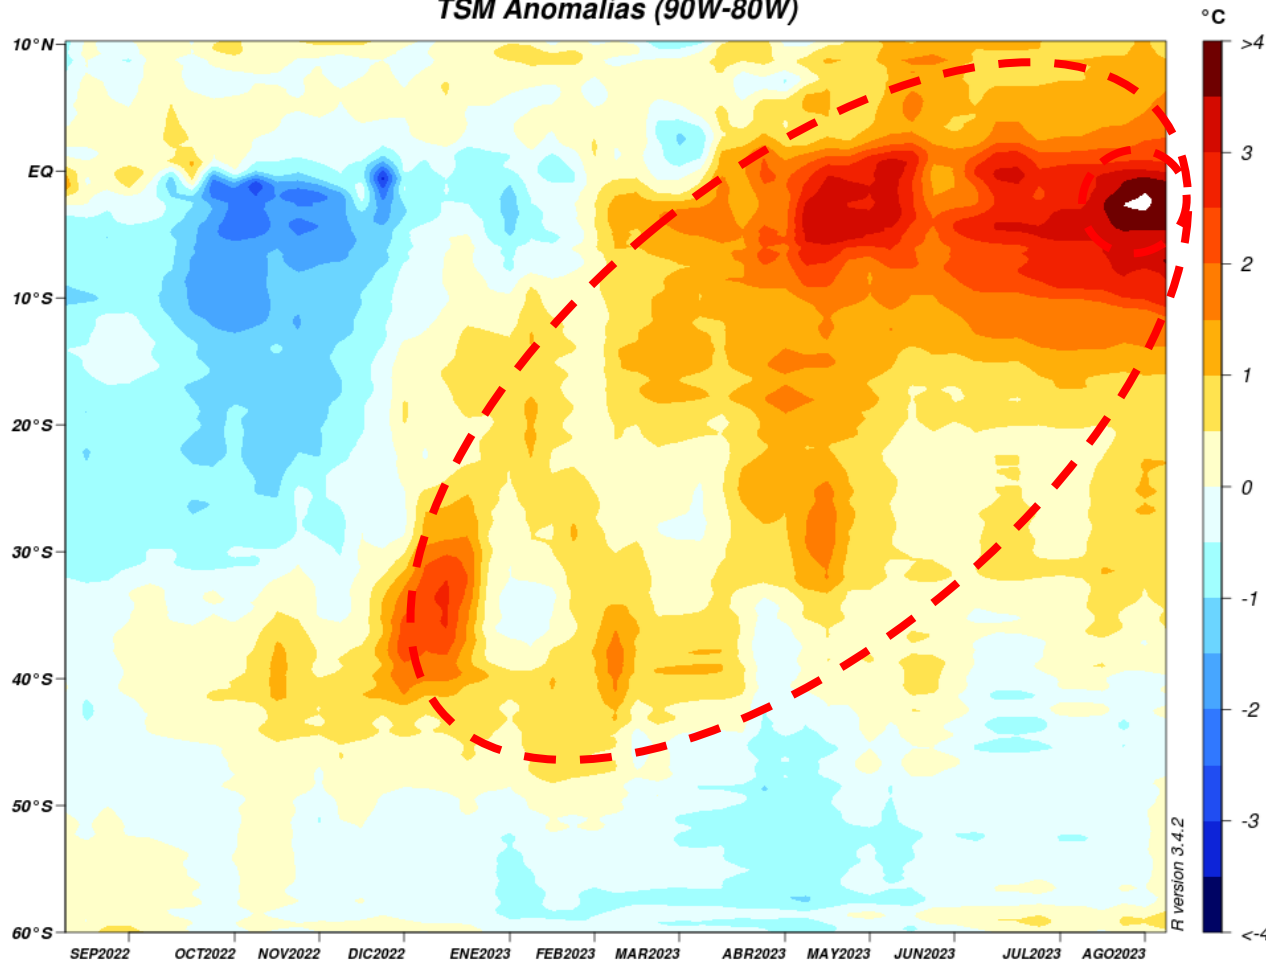 TSM Anomalias (90W-80W)
°C
10°N
EQ
10°S
20°S
30°S
40°S
50°S
60°S
>4
3
2
1
0
-1
-2
-3
<-4
R version 3.4.2
SEP2022 OCT2022 NOV2022 DIC2022 ENE2023 FEB2023 MAR2023 ABR2023 MAY2023 JUN2023 JUL2023 AGO2023